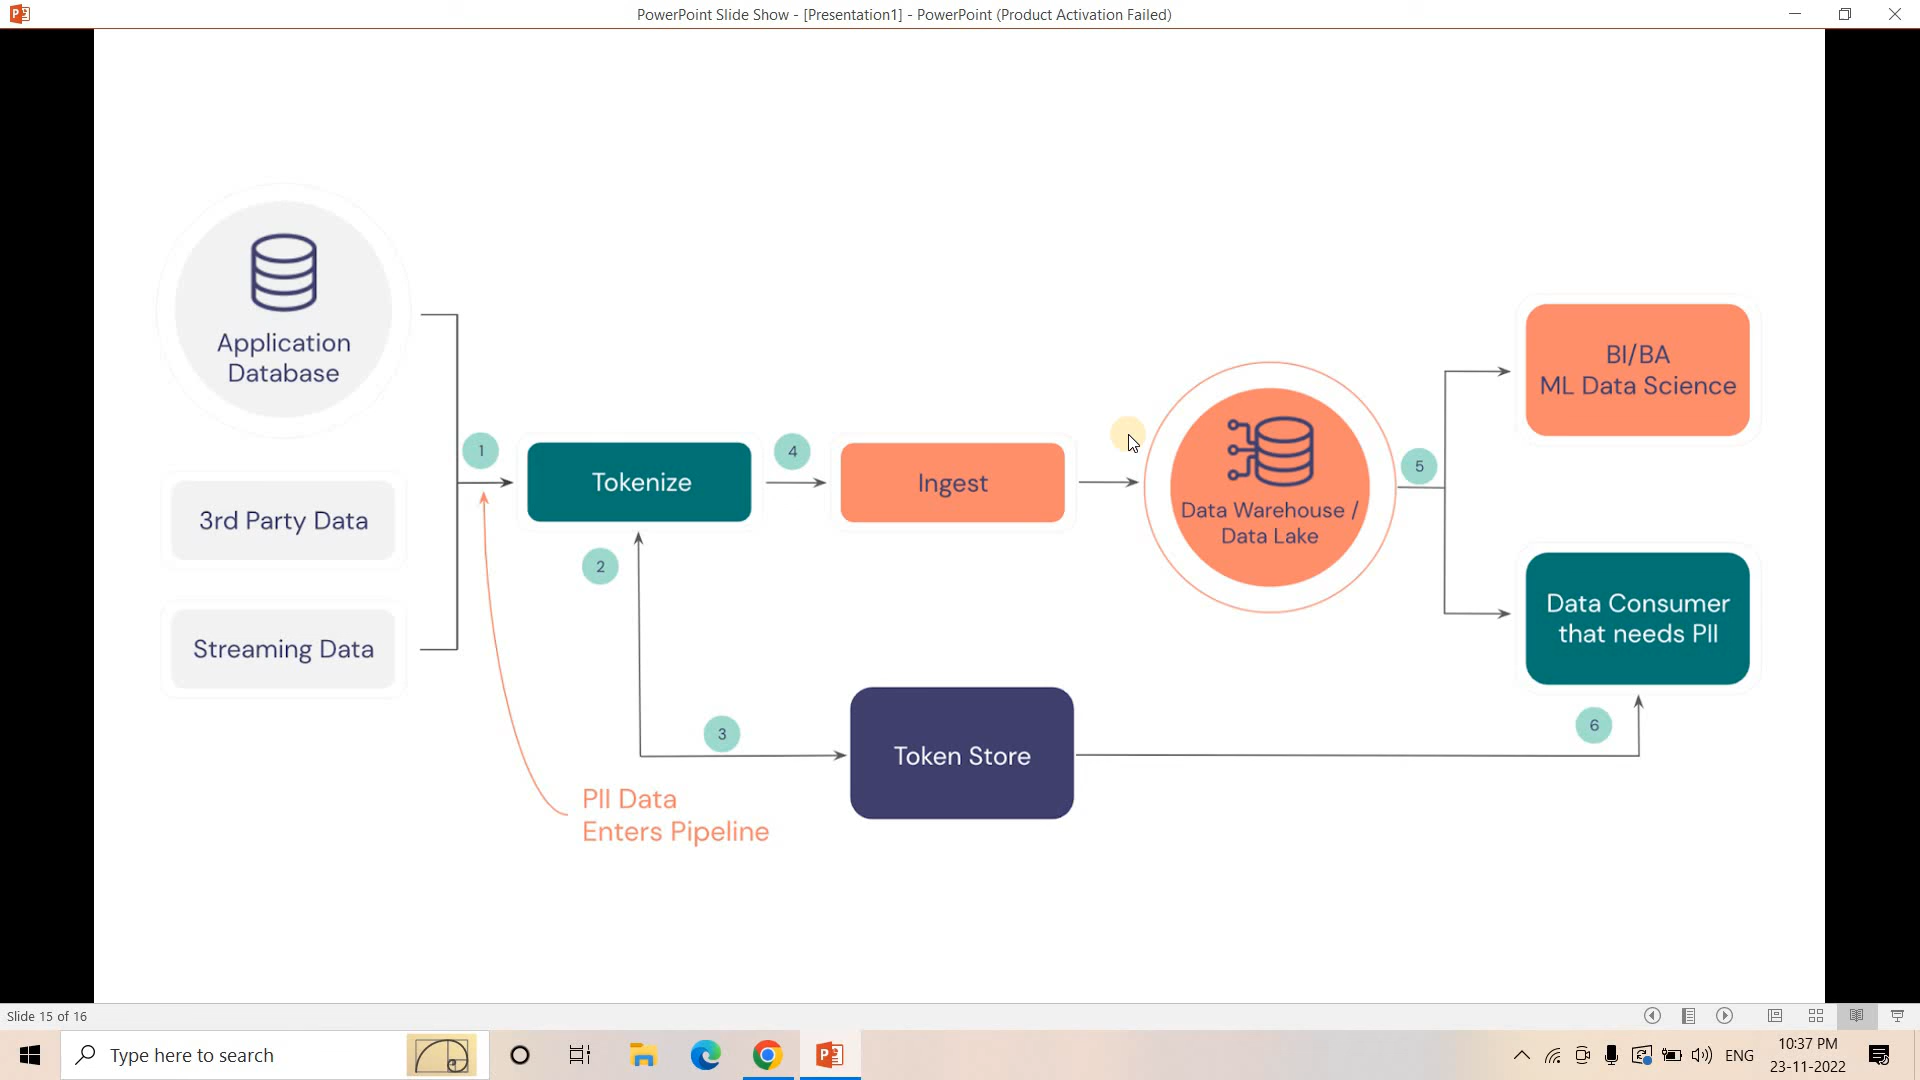 PowerPoint Slide Show - [Presentation1] - PowerPoint (Product Activation Failed)
Application
Database
3rd Party Data
Streaming Data
1
Tokenize
2
3
PII Data
Enters Pipeline
4
Ingest
Token Store
Data Warehouse /
Data Lake
5
BI/BA
ML Data Science
Data Consumer
that needs PII
6
Slide 15 of 16
Type here to search
ENG
10:37 PM
23-11-2022